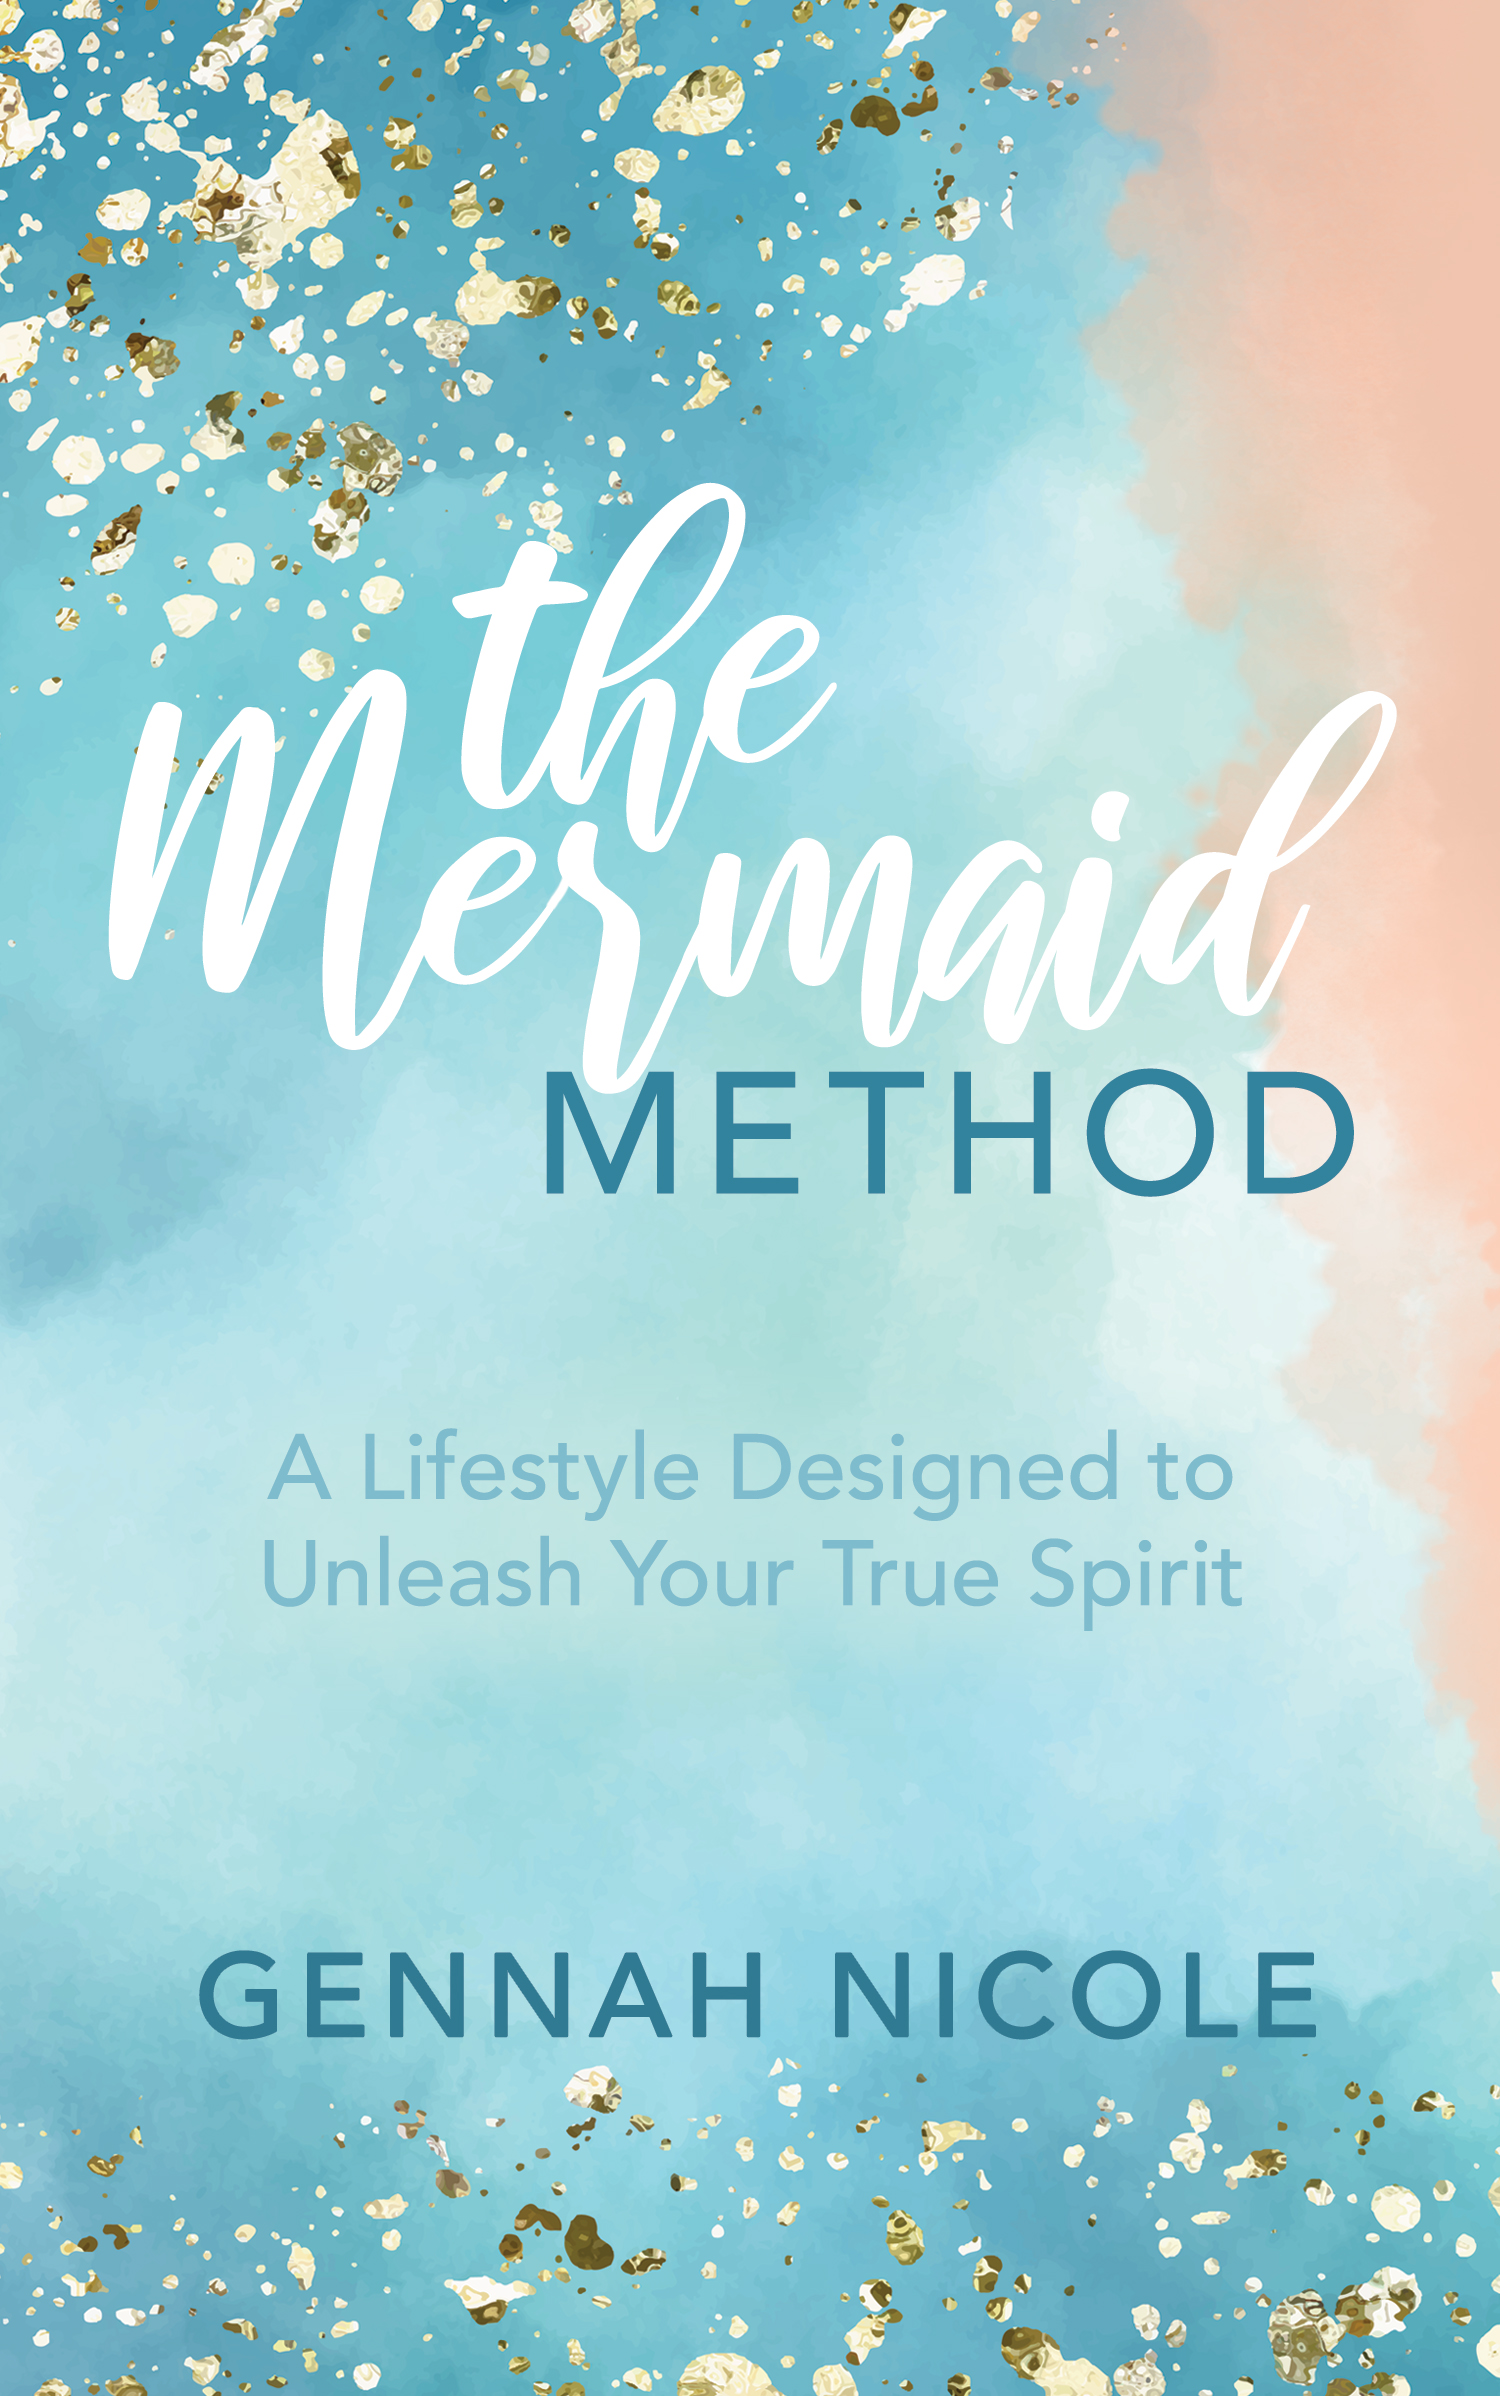 the
Mermaid
METHOD
A Lifestyle Designed to
Unleash Your True Spirit
GENNAH NICOLE